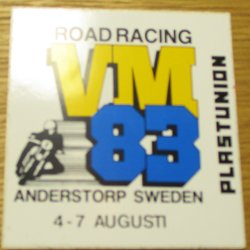 ROAD RACING
VM
83
ANDERSTORP SWEDEN
4-7 AUGUSTI
PLASTUNION